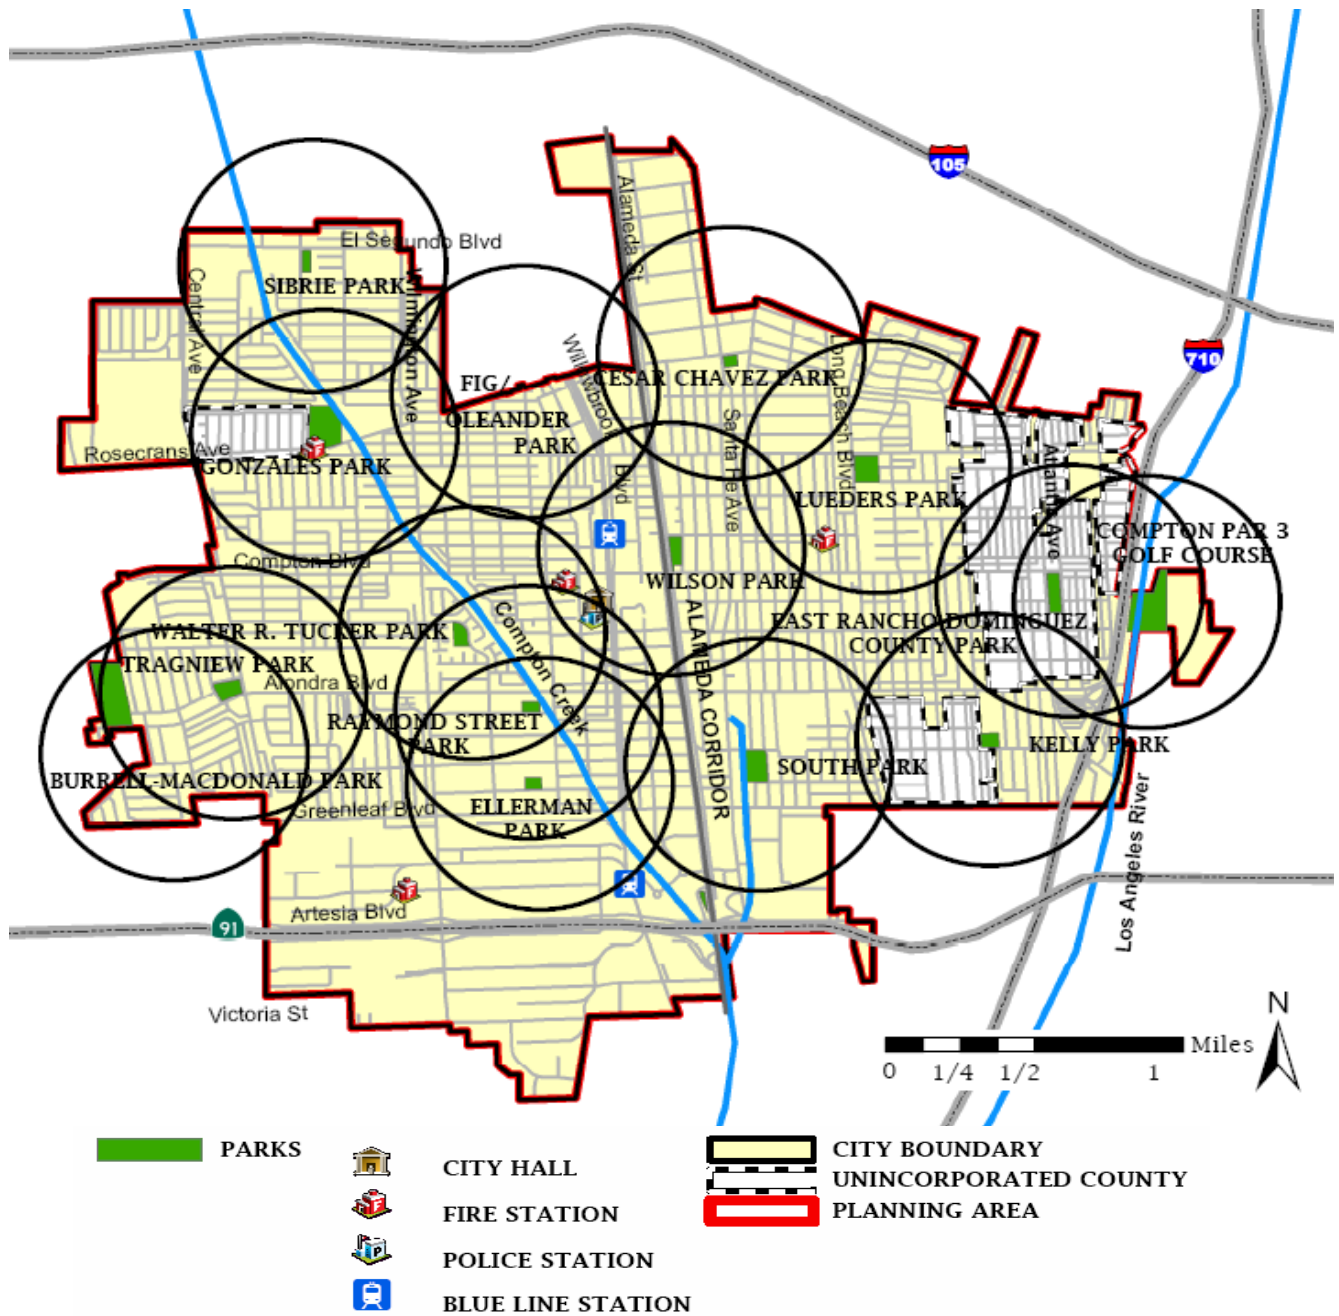 105
Alameda St
El Segundo Blvd
SIBRIE PARK
Central Ave
Wilmington Ave
710
Willowbrook
Blvd
CESAR CHAVEZ PARK
Long Beach Blvd
FIG/
OLEANDER
PARK
Santa Fe Ave
Rosecrans Ave
GONZALES PARK
LUEDERS PARK
Atlantic Ave
COMPTON PAR 3
GOLF COURSE
Compton Blvd
WILSON PARK
EAST RANCHO DOMINGUEZ
COUNTY PARK
WALTER R. TUCKER PARK
TRAGNIEW PARK
Alondra Blvd
Compton Creek
ALAMEDA CORRIDOR
RAYMOND STREET
PARK
KELLY PARK
SOUTH PARK
BURRELL-MACDONALD PARK
Greenleaf Blvd
ELLERMAN
PARK
Los Angeles River
Artesia Blvd
91
Victoria St
N
Miles
0 1/4 1/2 1
PARKS
CITY HALL
FIRE STATION
POLICE STATION
BLUE LINE STATION
CITY BOUNDARY
UNINCORPORATED COUNTY
PLANNING AREA